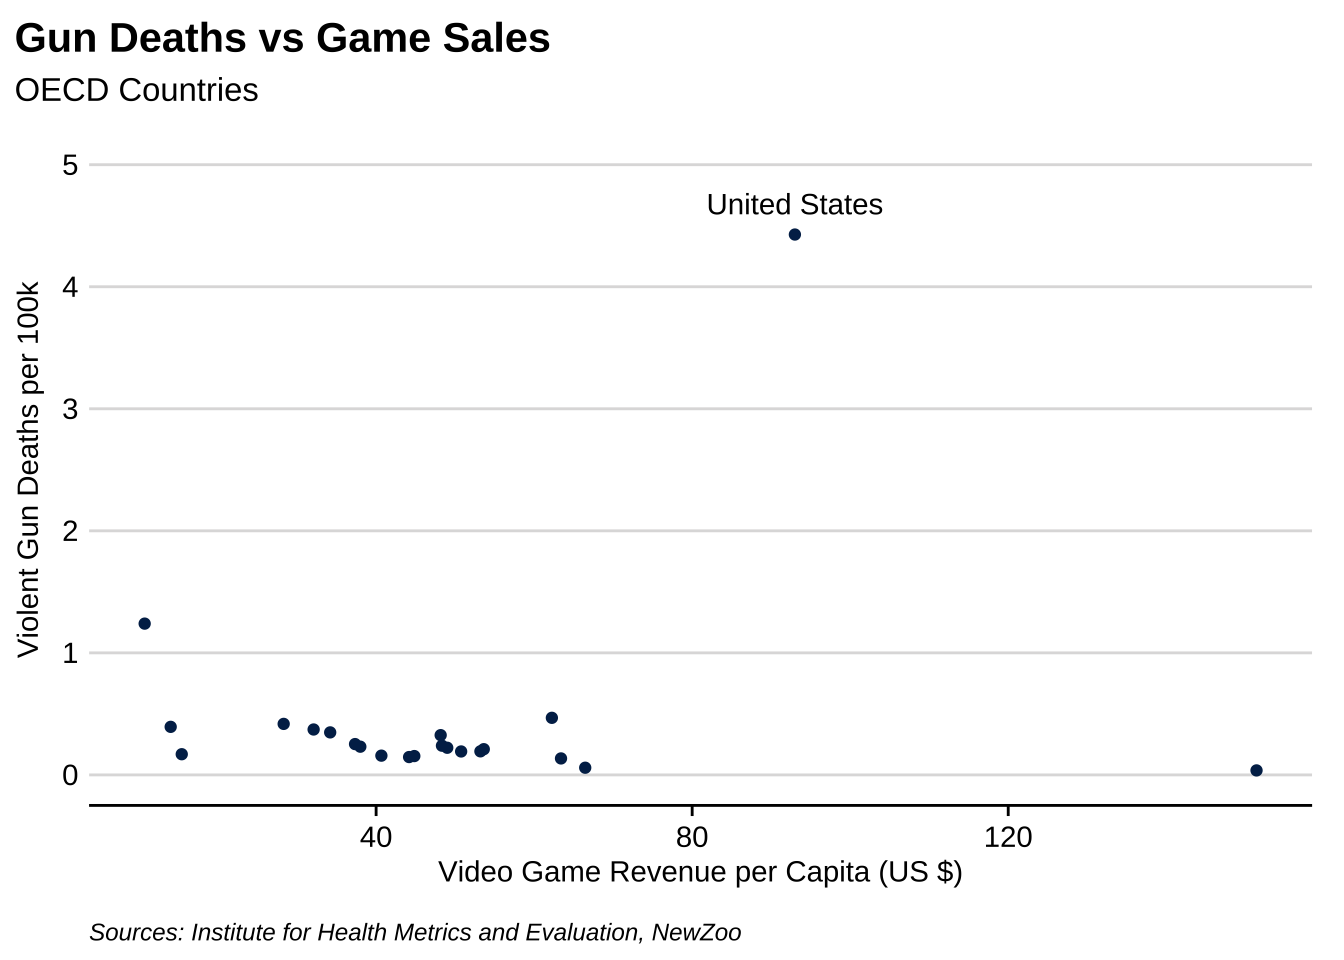 Gun Deaths vs Game Sales
OECD Countries
5
United States
4
3
2
1
0
Violent Gun Deaths per 100k
40 80 120
Video Game Revenue per Capita (US $)
Sources: Institute for Health Metrics and Evaluation, NewZoo